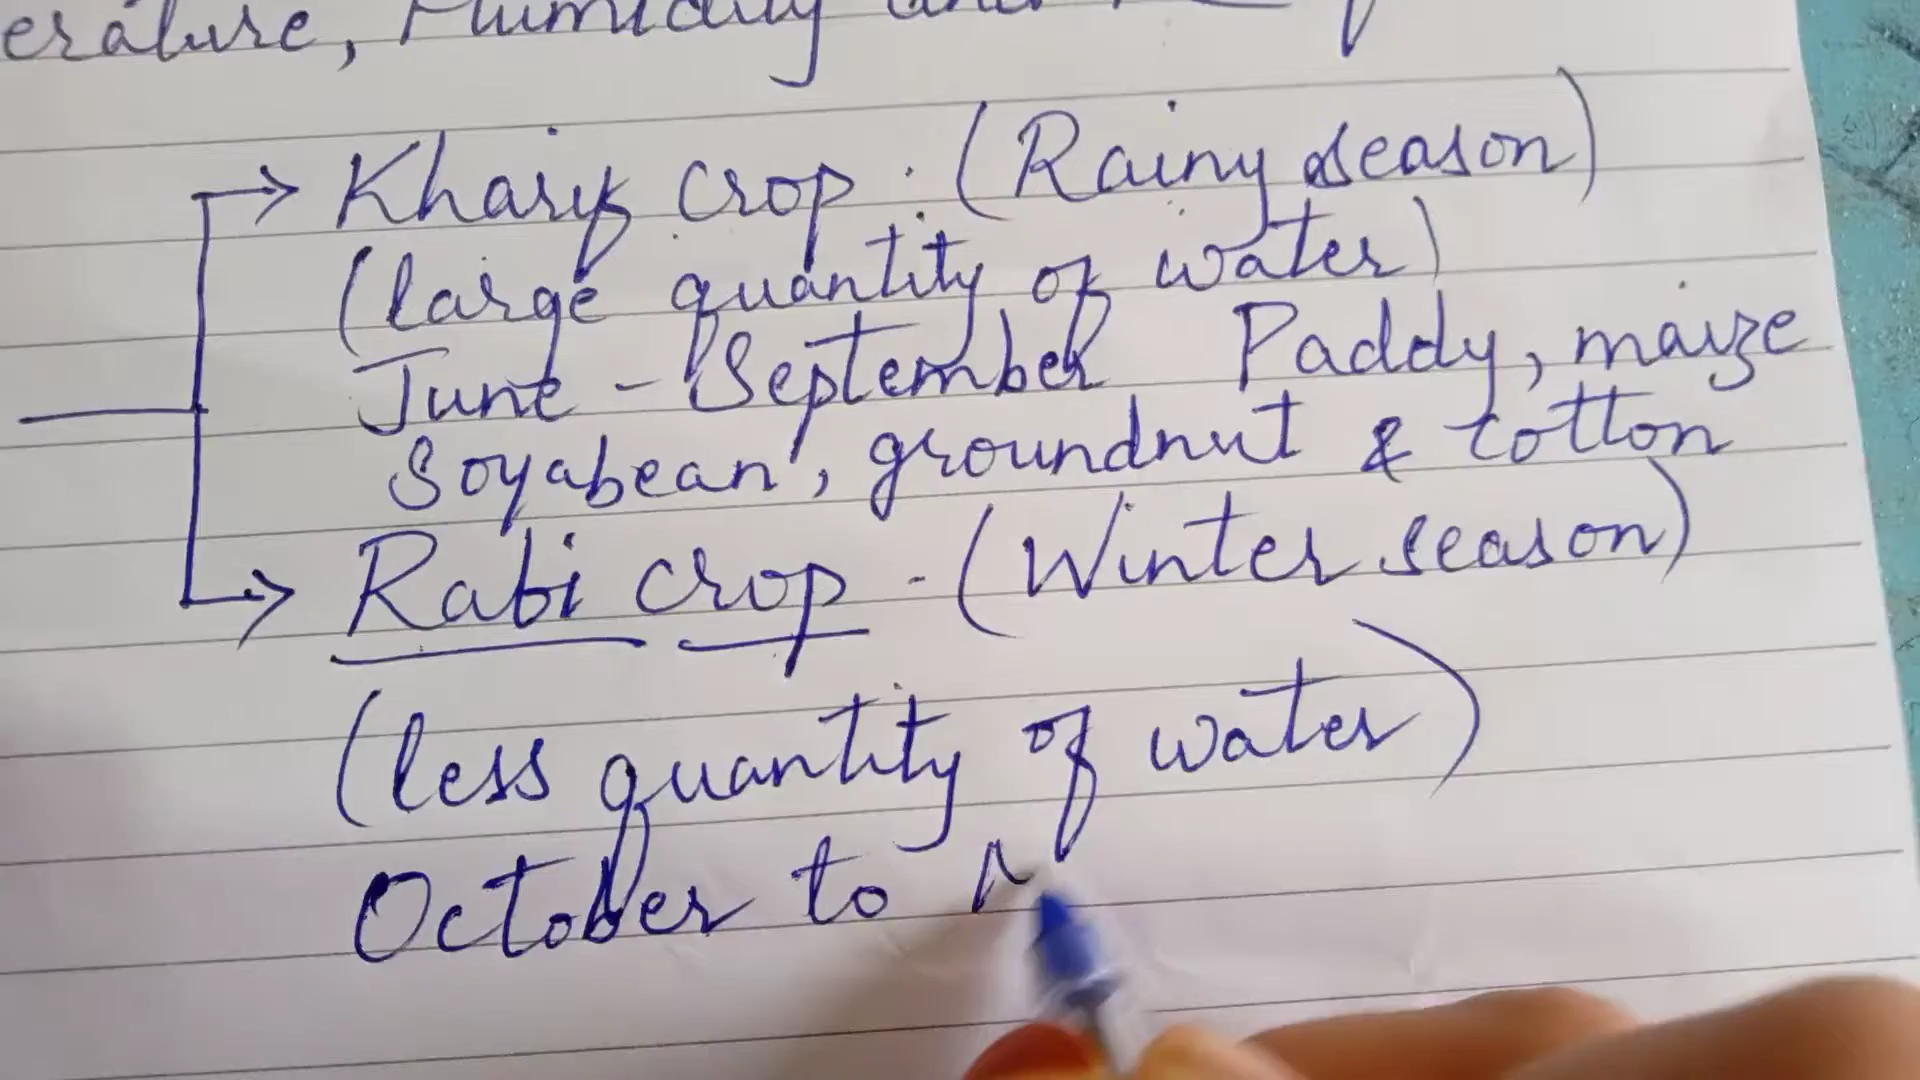 erature, Humidity and
Kharif crop. (Rainy season)
(large quantity of water)
June - September Paddy, maize
Soyabean, groundnut & cotton
Rabi crop - (Winter season)
(less quantity of water)
October to